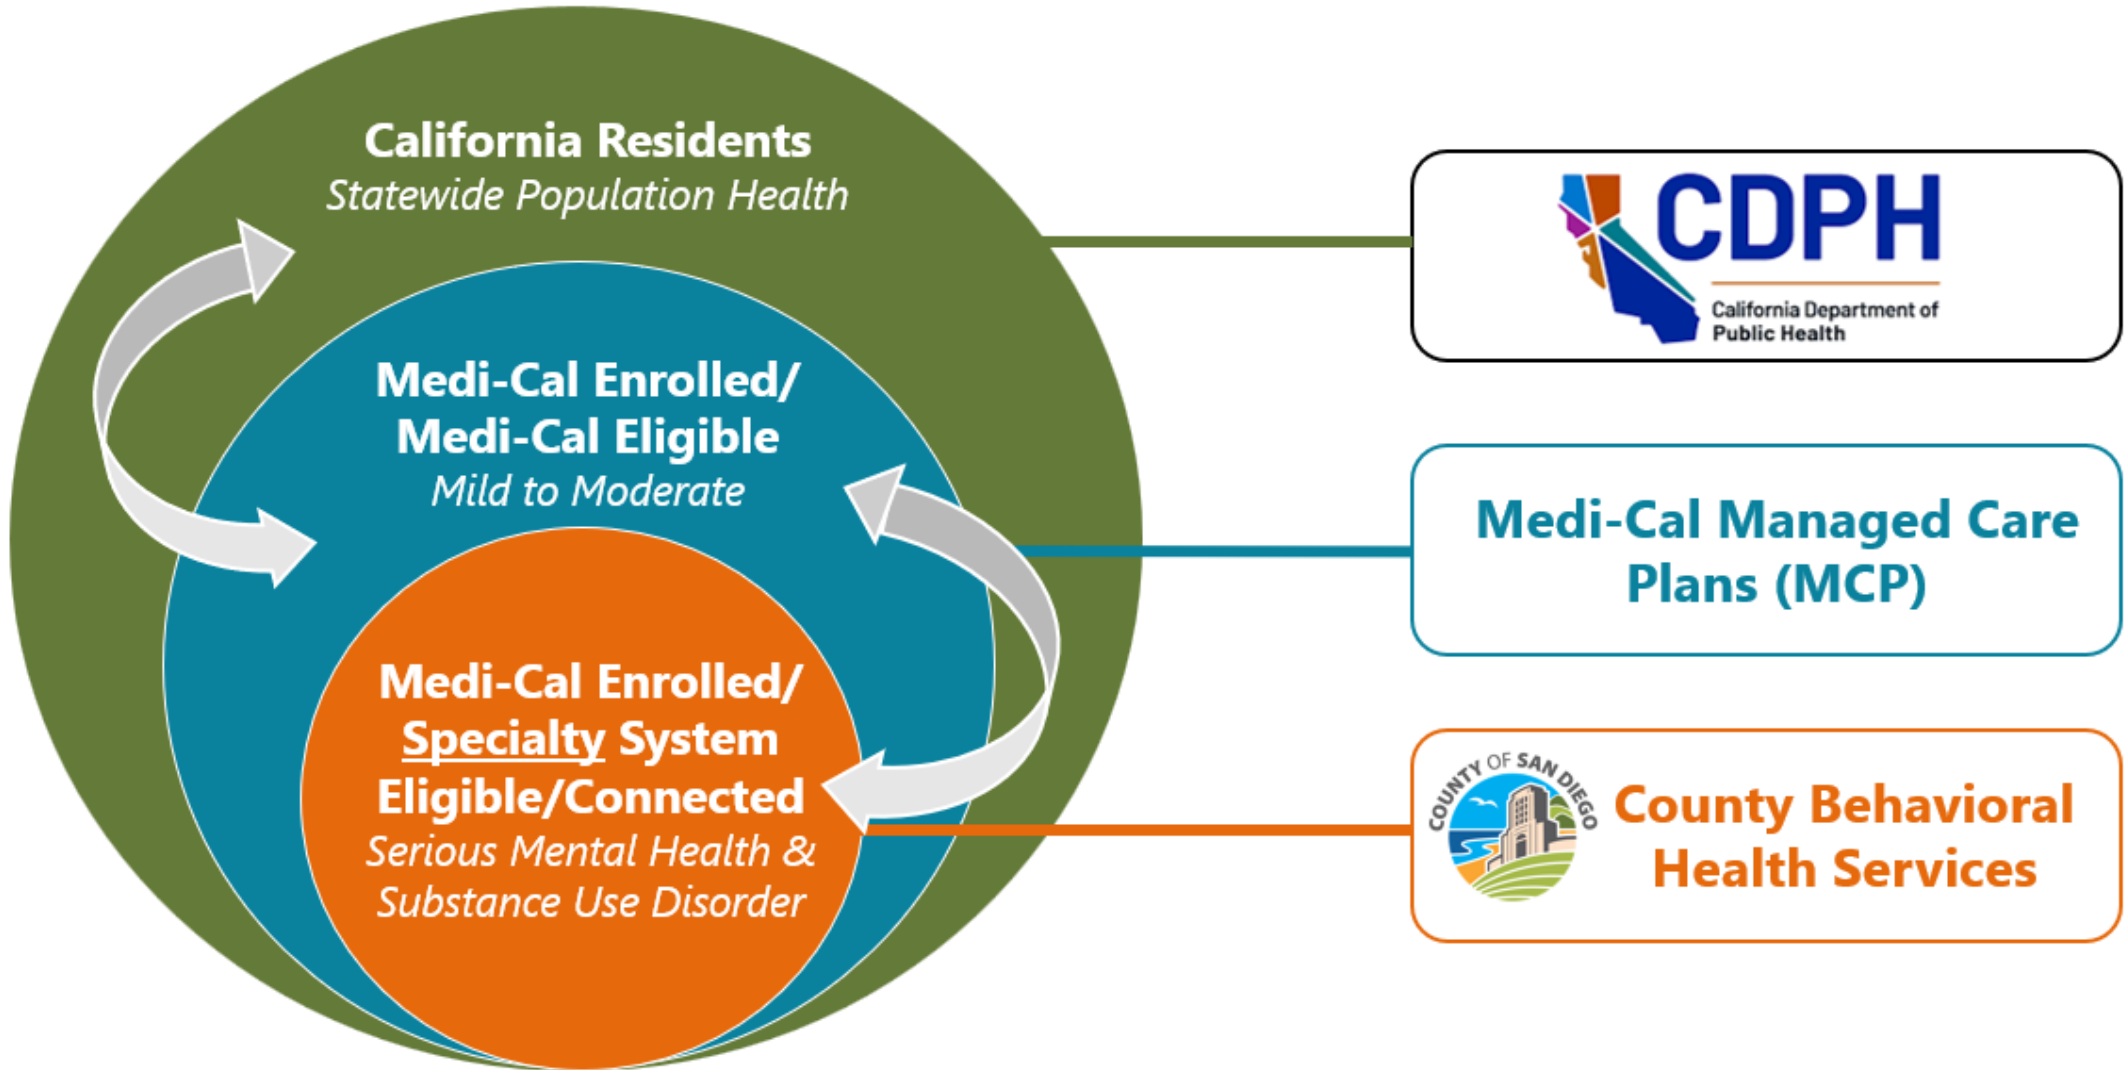 California Residents
Statewide Population Health
Medi-Cal Enrolled/
Medi-Cal Eligible
Mild to Moderate
Medi-Cal Enrolled/
Specialty System
Eligible/Connected
Serious Mental Health &
Substance Use Disorder
CDPH
California Department of
Public Health
Medi-Cal Managed Care
Plans (MCP)
COUNTY OF SAN DIEGO
County Behavioral
Health Services